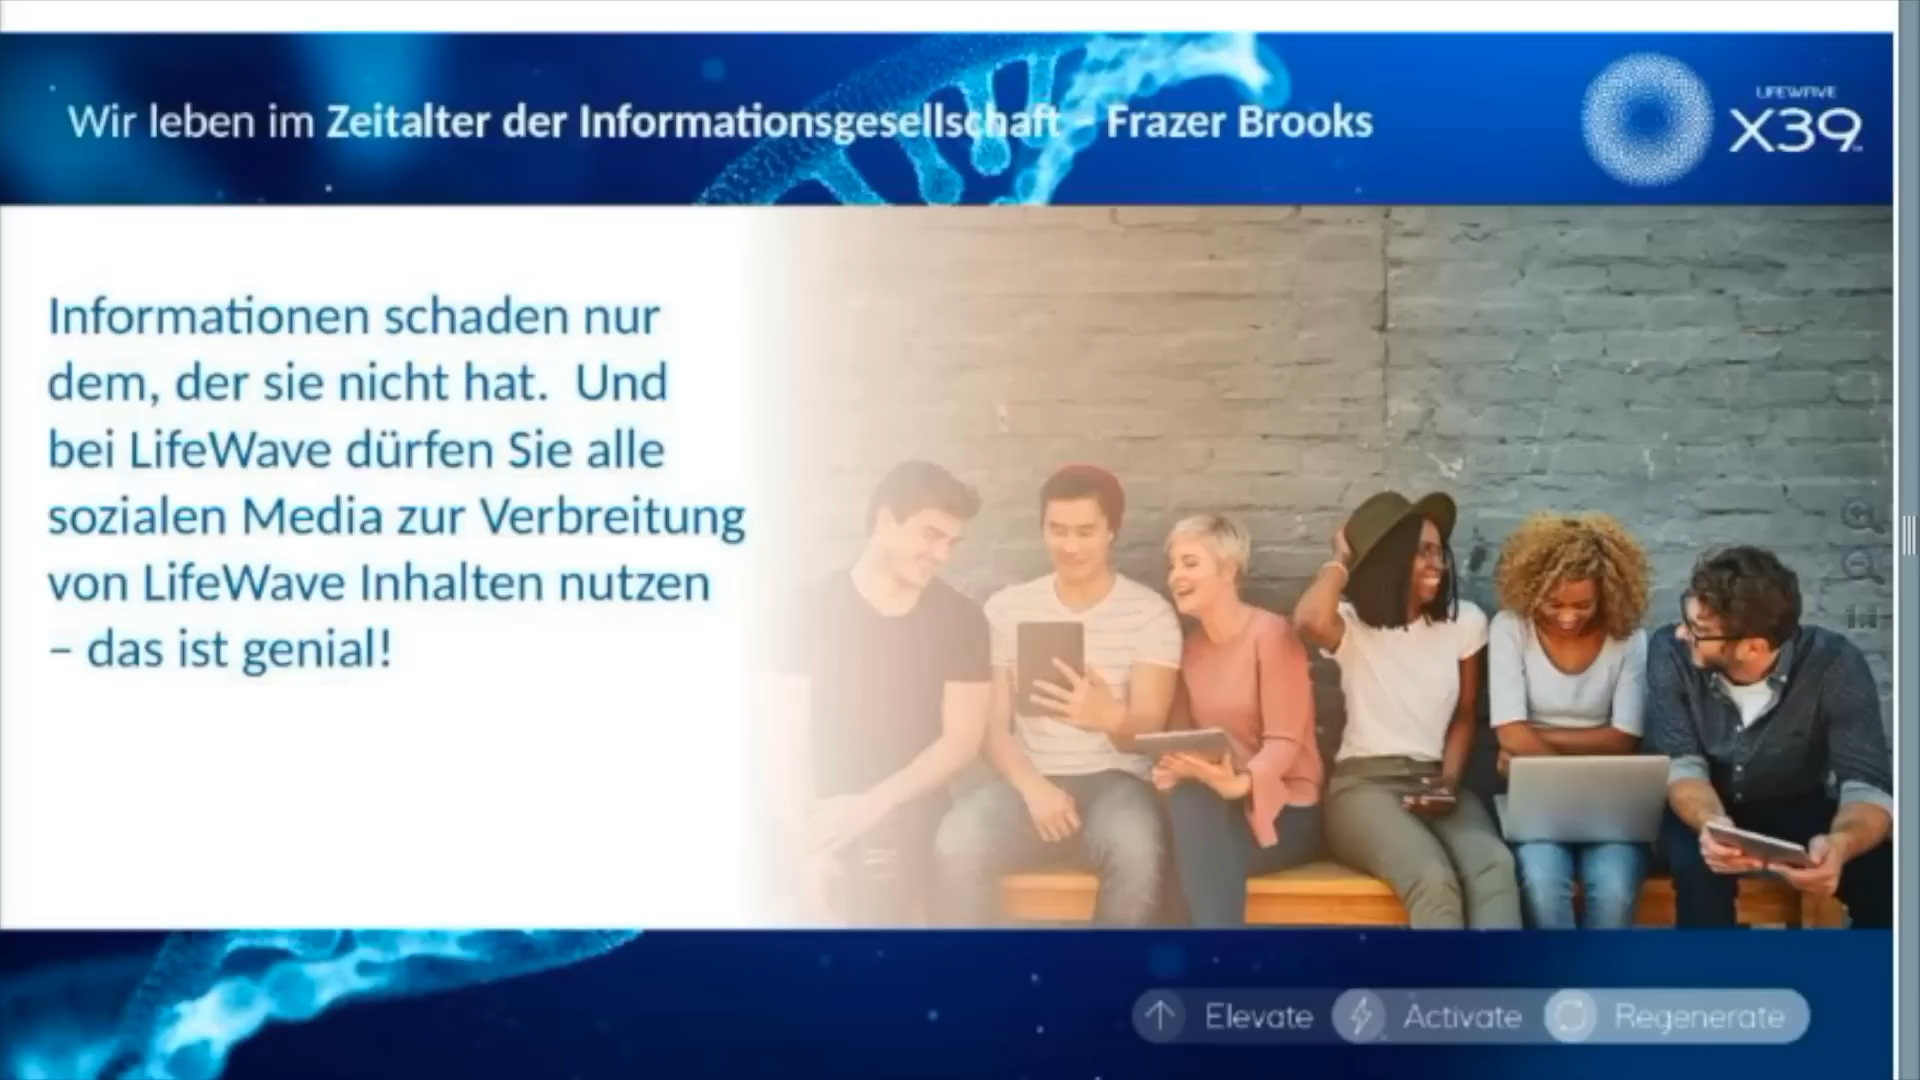 Wir leben im Zeitalter der Informationsgesellschaft – Frazer Brooks
LIFEWAVE
X39
Informationen schaden nur
dem, der sie nicht hat.  Und
bei LifeWave dürfen Sie alle
sozialen Media zur Verbreitung
von LifeWave Inhalten nutzen
– das ist genial!
Elevate Activate Regenerate